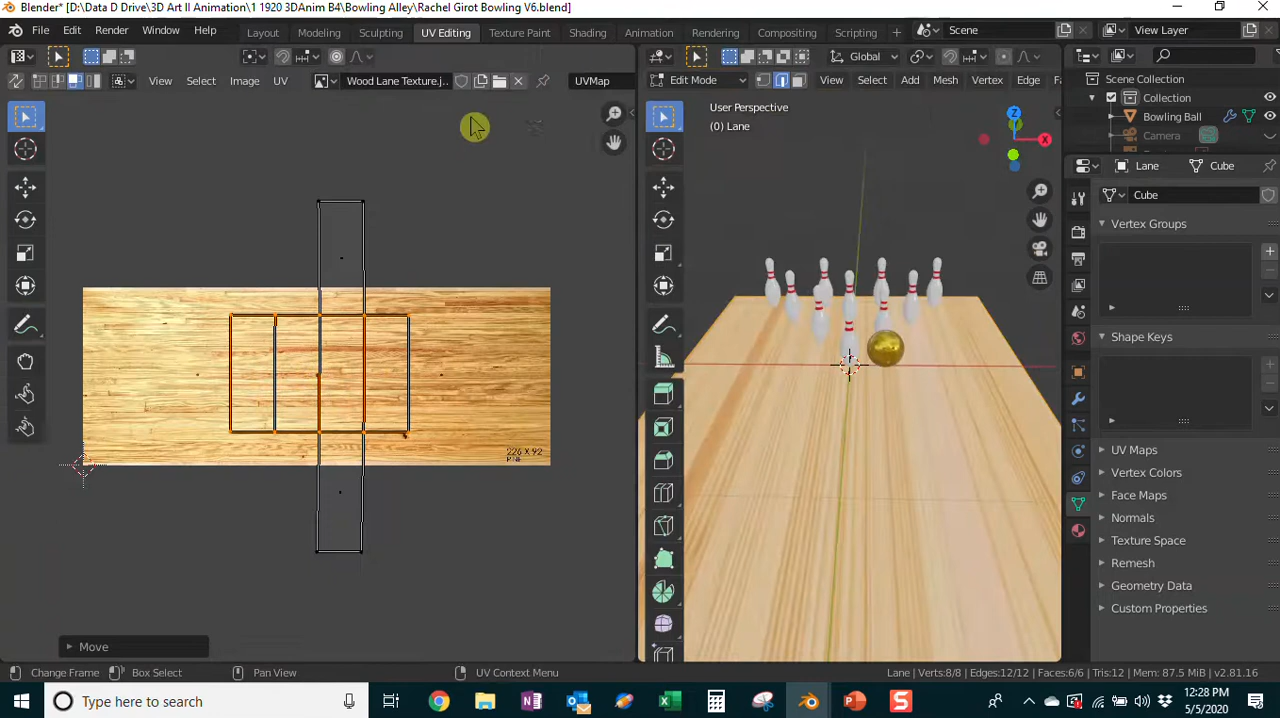 Blender* [D:\Data D Drive\3D Art II Animation\1 1920 3DAnim B4\Bowling Alley\Rachel Girot Bowling V6.blend]
File Edit Render Window Help Layout Modeling Sculpting UV Editing Texture Paint Shading Animation Rendering Compositing Scripting + Scene View Layer
Global
View Select Image UV Wood Lane Texture.j.. UVMap Edit Mode View Select Add Mesh Vertex Edge Scene Collection
User Perspective
(0) Lane
Z
X
Collection
Bowling Ball
Camera
Lane Cube
Cube
Vertex Groups
Shape Keys
226 X 92
UV Maps
Vertex Colors
Face Maps
Normals
Texture Space
Remesh
Geometry Data
Custom Properties
Move
Change Frame Box Select Pan View UV Context Menu Lane | Verts:8/8 | Edges:12/12 | Faces:6/6 | Tris:12 | Mem: 87.5 MiB | v2.81.16
Type here to search
12:28 PM
5/5/2020